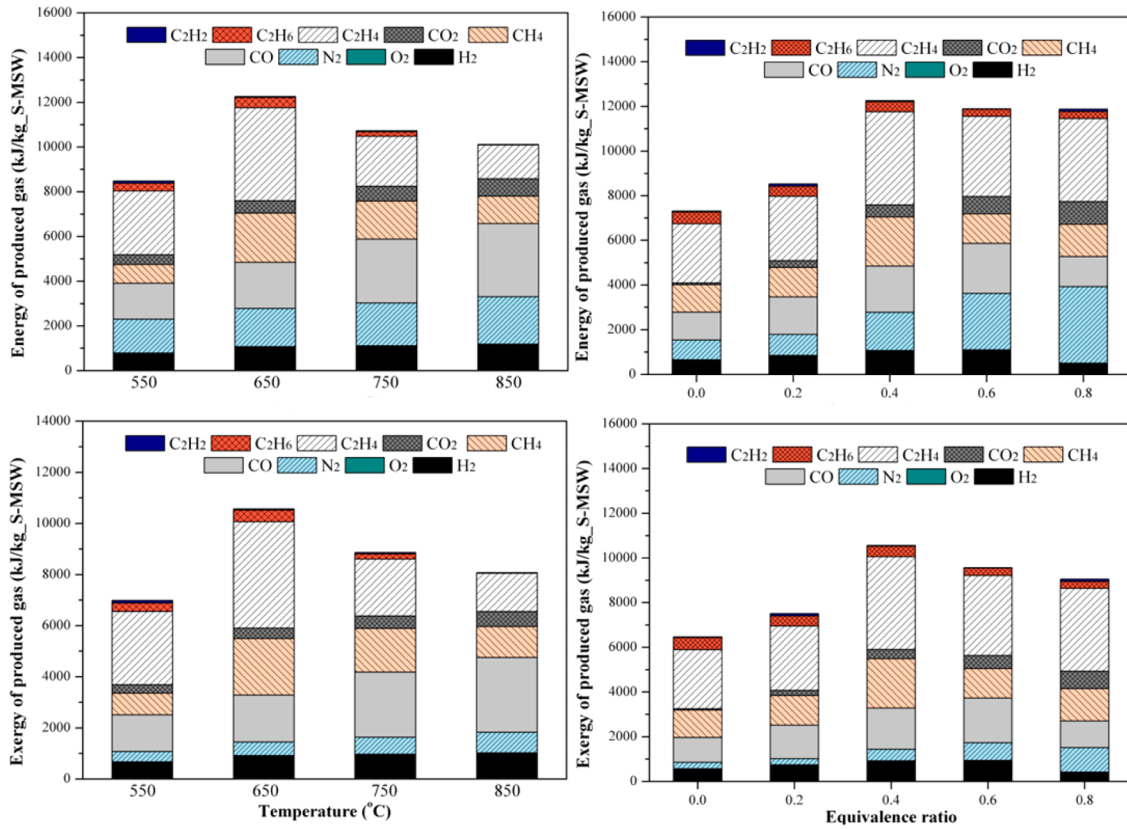 Energy of produced gas (kJ/kg_S-MSW)
16000
14000
12000
10000
8000
6000
4000
2000
0
C2H2 C2H6 C2H4 CO2 CH4
CO N2 O2 H2
550 650 750 850
Energy of produced gas (kJ/kg_S-MSW)
16000
14000
12000
10000
8000
6000
4000
2000
0
C2H2 C2H6 C2H4 CO2 CH4
CO N2 O2 H2
0.0 0.2 0.4 0.6 0.8
Exergy of produced gas (kJ/kg_S-MSW)
14000
12000
10000
8000
6000
4000
2000
0
C2H2 C2H6 C2H4 CO2 CH4
CO N2 O2 H2
550 650 750 850
Temperature (°C)
Exergy of produced gas (kJ/kg_S-MSW)
16000
14000
12000
10000
8000
6000
4000
2000
0
C2H2 C2H6 C2H4 CO2 CH4
CO N2 O2 H2
0.0 0.2 0.4 0.6 0.8
Equivalence ratio